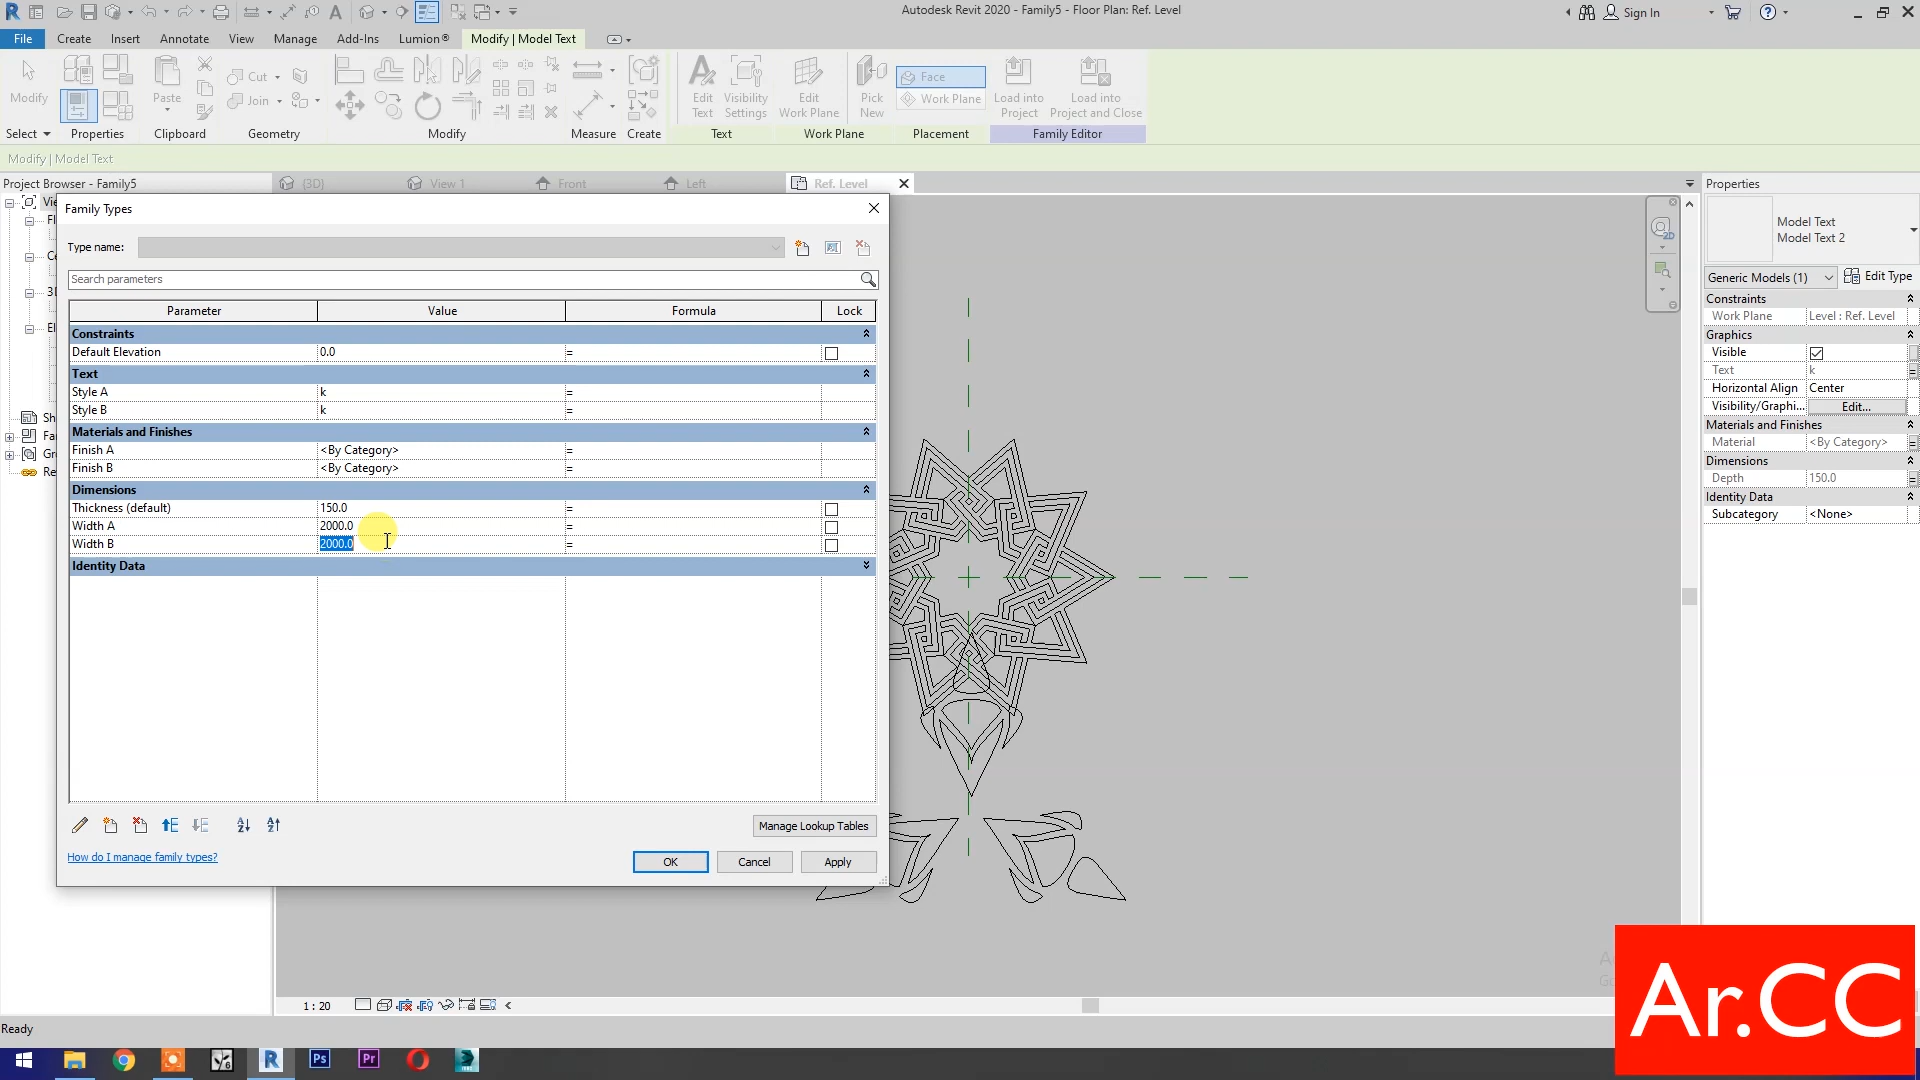 Autodesk Revit 2020 - Family5 - Floor Plan: Ref. Level
Sign In
File Create Insert Annotate View Manage Add-Ins Lumion® Modify | Model Text
Modify
Paste
Cut
Join
Edit Text
Visibility Settings
Edit Work Plane
Pick New
Face
Work Plane
Load into Project
Load into Project and Close
Select Properties Clipboard Geometry Modify Measure Create Text Work Plane Placement Family Editor
Modify | Model Text
Project Browser - Family5
{3D} View 1 Front Left Ref. Level
Properties
Family Types
Type name:
Search parameters
Parameter Value Formula Lock
Constraints
Default Elevation 0.0 =
Text
Style A k =
Style B k =
Materials and Finishes
Finish A <By Category> =
Finish B <By Category> =
Dimensions
Thickness (default) 150.0 =
Width A 2000.0 =
Width B 2000.0 =
Identity Data
Manage Lookup Tables
How do I manage family types?
OK Cancel Apply
Model Text
Model Text 2
Generic Models (1) Edit Type
Constraints
Work Plane Level : Ref. Level
Graphics
Visible
Text k
Horizontal Align Center
Visibility/Graphi... Edit...
Materials and Finishes
Material <By Category>
Dimensions
Depth 150.0
Identity Data
Subcategory <None>
1 : 20
Ready
Ar.CC